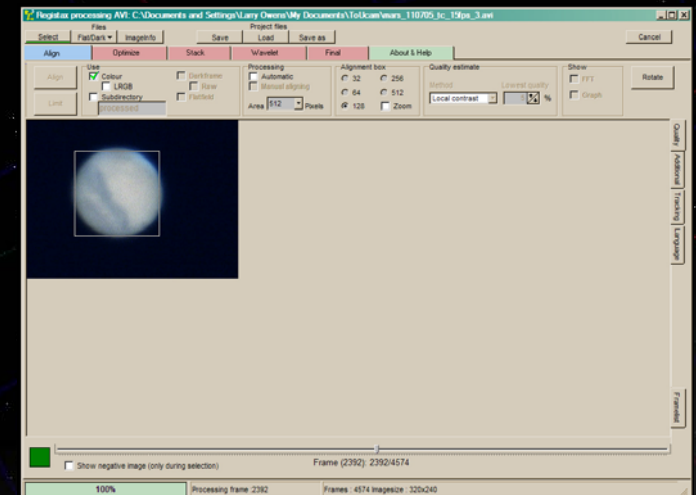 Registax processing AVI: C:\Documents and Settings\Larry Owens\My Documents\ToUcam\mars_110705_tc_15fps_3.avi
Files Project files
Select Flat/Dark ImageInfo Save Load Save as Cancel
Align Optimize Stack Wavelet Final About & Help
Use Processing Alignment box Quality estimate Show
Align Colour Darkframe Automatic 32 256 Method Lowest quality FFT Rotate
LRGB Raw Manual aligning 64 512 Local contrast % Graph
Limit Subdirectory Flatfield Area 512 Pixels 128 Zoom
processed
Quality
Additional
Tracking
Language
Framelist
Show negative image (only during selection) Frame (2392): 2392/4574
100% Processing frame :2392 Frames : 4574 Imagesize : 320x240